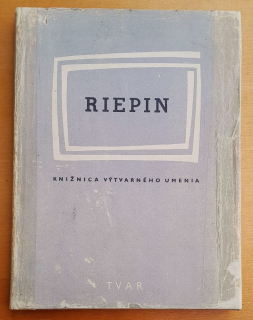 RIEPIN
KNIŽNICA VÝTVARNÉHO UMENIA
TVAR